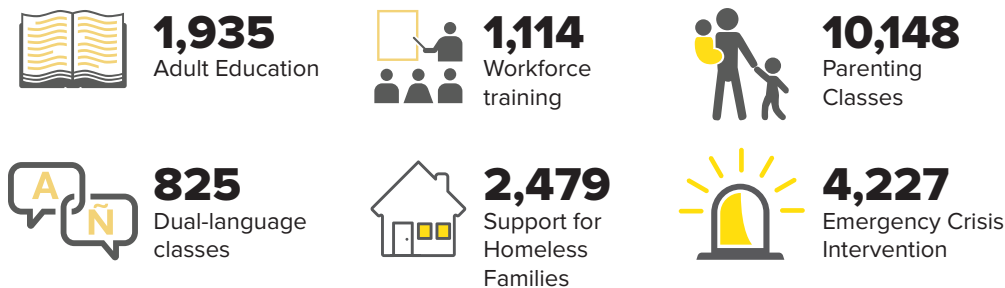 1,935
Adult Education
1,114
Workforce
training
10,148
Parenting
Classes
A
Ñ
825
Dual-language
classes
2,479
Support for
Homeless
Families
4,227
Emergency Crisis
Intervention